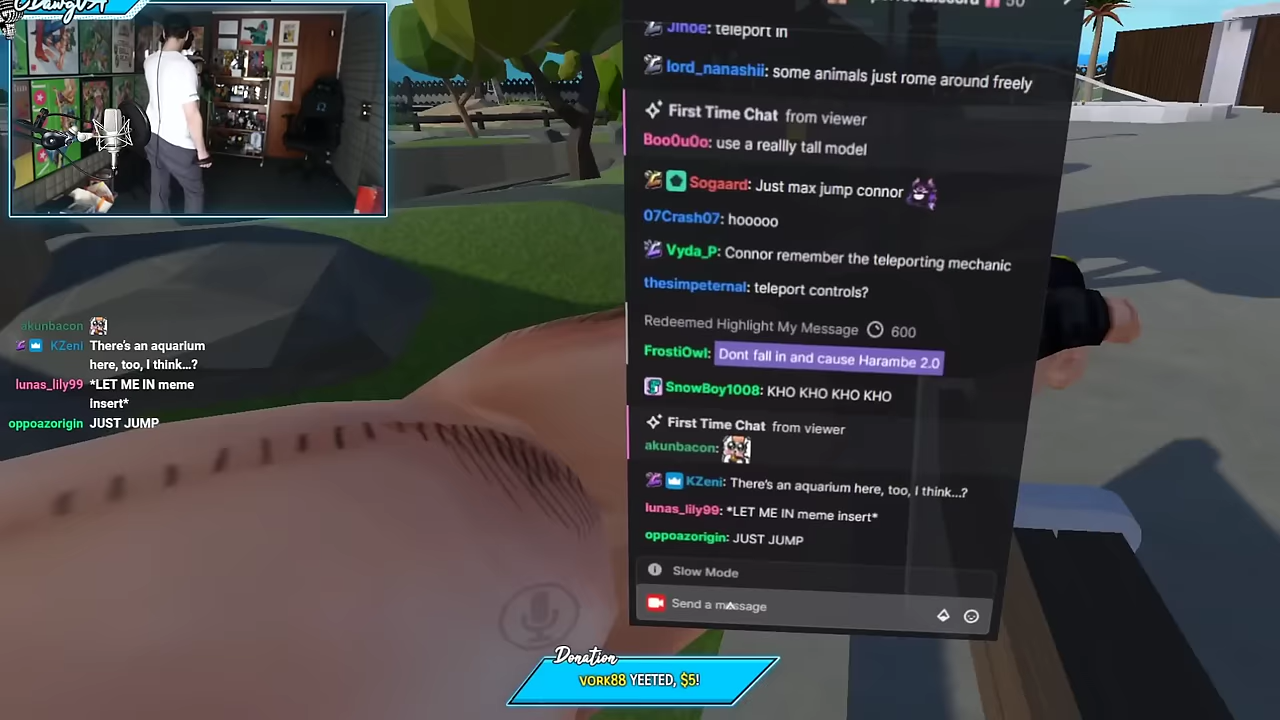 CDawgVA
akunbacon
KZeni There's an aquarium
here, too, I think...?
lunas_lily99 *LET ME IN meme
insert*
oppoazorigin JUST JUMP
50
Jinoe: teleport in
lord_nanashii: some animals just rome around freely
First Time Chat from viewer
Boo0u0o: use a reallly tall model
Sogaard: Just max jump connor
07Crash07: hooooo
Vyda_P: Connor remember the teleporting mechanic
thesimpeternal: teleport controls?
Redeemed Highlight My Message 600
FrostiOwl: Dont fall in and cause Harambe 2.0
SnowBoy1008: KHO KHO KHO KHO
First Time Chat from viewer
akunbacon:
KZeni: There's an aquarium here, too, I think...?
lunas_lily99: *LET ME IN meme insert*
oppoazorigin: JUST JUMP
Slow Mode
Send a message
Donation
VORK88 YEETED, $5!